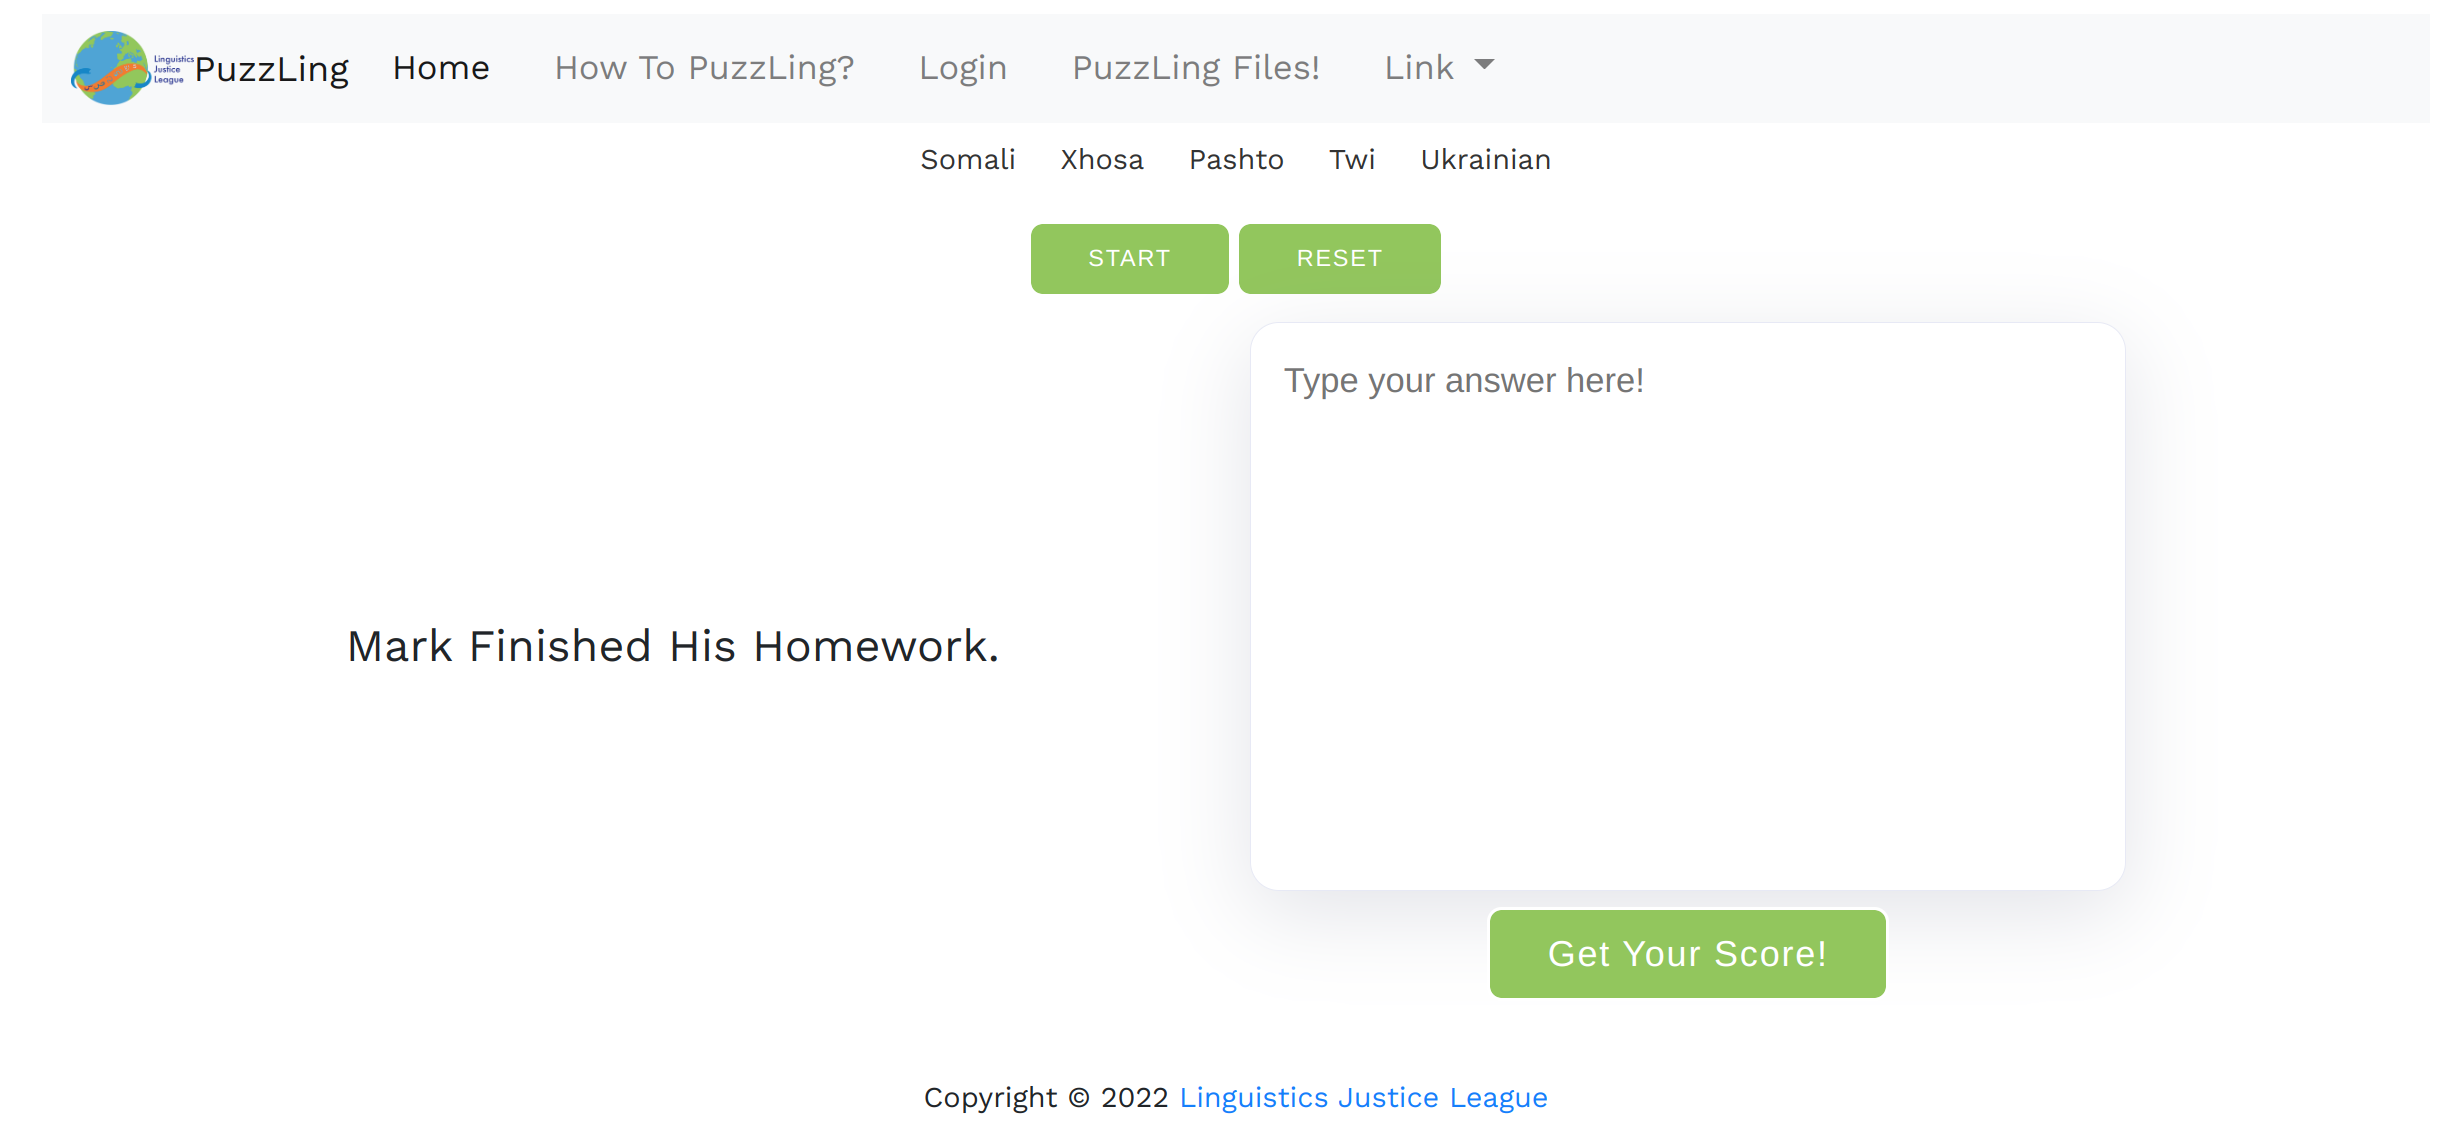 Linguistics
Justice
League
PuzzLing Home How To PuzzLing? Login PuzzLing Files! Link
Somali Xhosa Pashto Twi Ukrainian
START RESET
Type your answer here!
Mark Finished His Homework.
Get Your Score!
Copyright © 2022 Linguistics Justice League